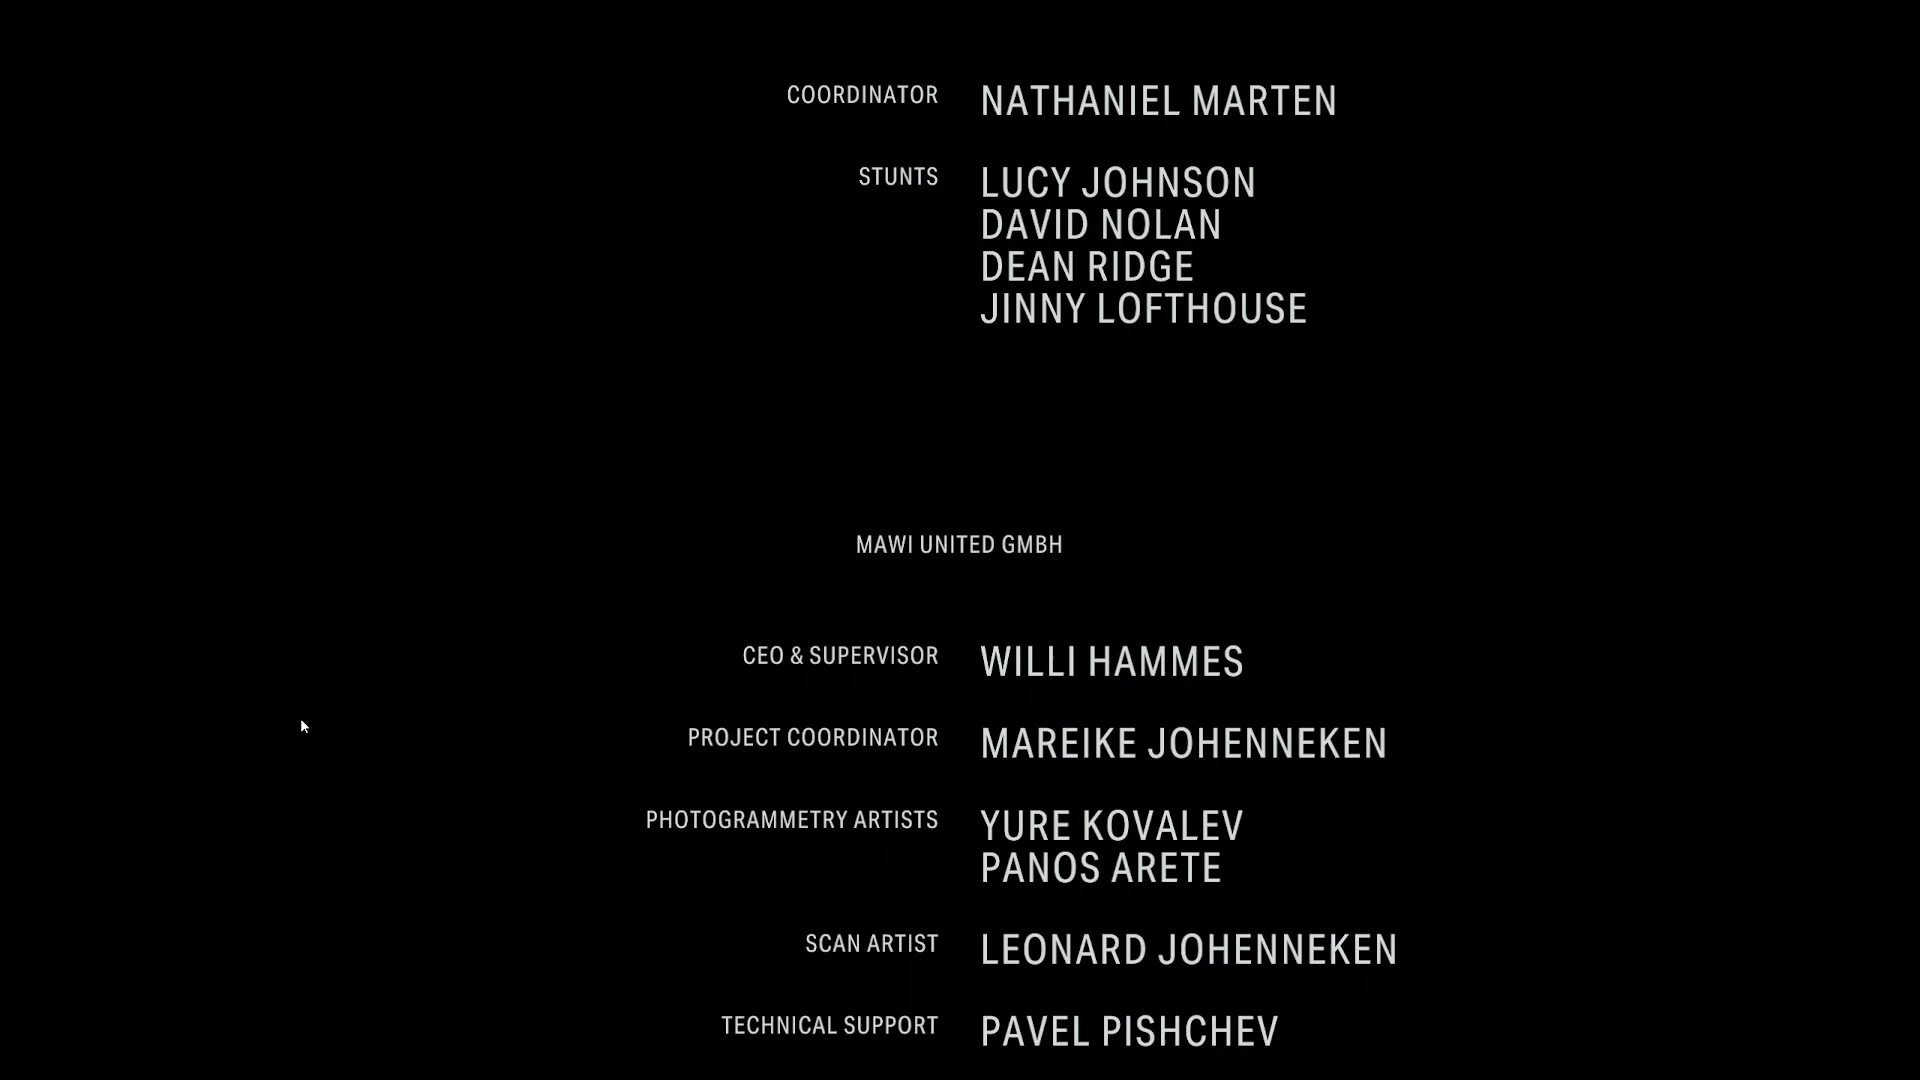 COORDINATOR NATHANIEL MARTEN
STUNTS LUCY JOHNSON
DAVID NOLAN
DEAN RIDGE
JINNY LOFTHOUSE
MAWI UNITED GMBH
CEO & SUPERVISOR WILLI HAMMES
PROJECT COORDINATOR MAREIKE JOHENNEKEN
PHOTOGRAMMETRY ARTISTS YURE KOVALEV
PANOS ARETE
SCAN ARTIST LEONARD JOHENNEKEN
TECHNICAL SUPPORT PAVEL PISHCHEV